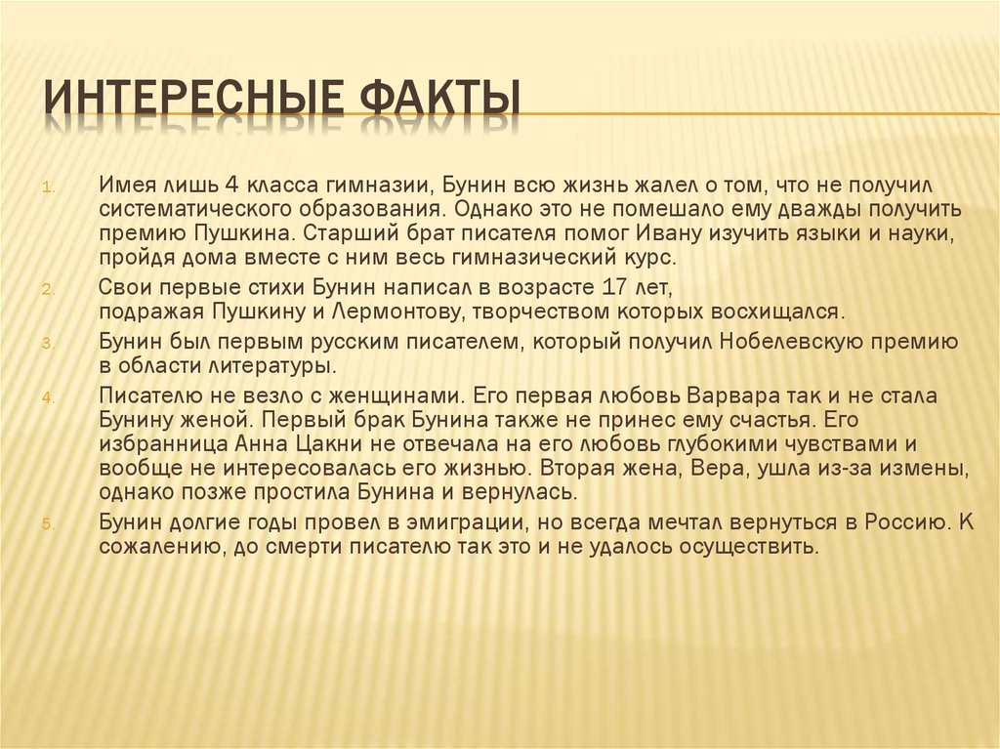 ИНТЕРЕСНЫЕ ФАКТЫ
1. Имея лишь 4 класса гимназии, Бунин всю жизнь жалел о том, что не получил
систематического образования. Однако это не помешало ему дважды получить
премию Пушкина. Старший брат писателя помог Ивану изучить языки и науки,
пройдя дома вместе с ним весь гимназический курс.
2. Свои первые стихи Бунин написал в возрасте 17 лет,
подражая Пушкину и Лермонтову, творчеством которых восхищался.
3. Бунин был первым русским писателем, который получил Нобелевскую премию
в области литературы.
4. Писателю не везло с женщинами. Его первая любовь Варвара так и не стала
Бунину женой. Первый брак Бунина также не принес ему счастья. Его
избранница Анна Цакни не отвечала на его любовь глубокими чувствами и
вообще не интересовалась его жизнью. Вторая жена, Вера, ушла из-за измены,
однако позже простила Бунина и вернулась.
5. Бунин долгие годы провел в эмиграции, но всегда мечтал вернуться в Россию. К
сожалению, до смерти писателю так это и не удалось осуществить.